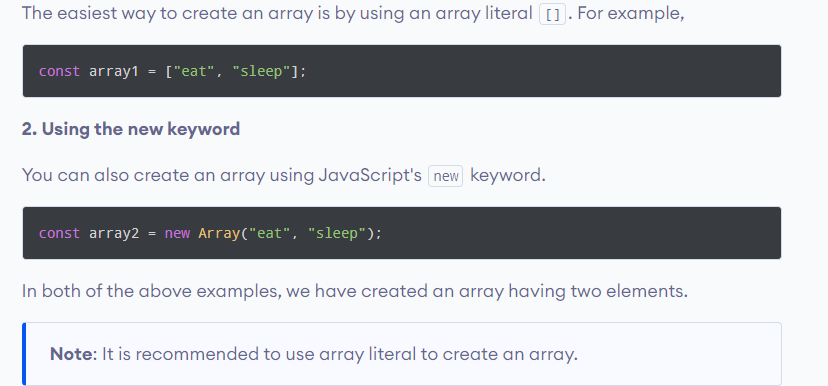 The easiest way to create an array is by using an array literal []. For example,
const array1 = ["eat", "sleep"];
2. Using the new keyword
You can also create an array using JavaScript's new keyword.
const array2 = new Array("eat", "sleep");
In both of the above examples, we have created an array having two elements.
Note: It is recommended to use array literal to create an array.